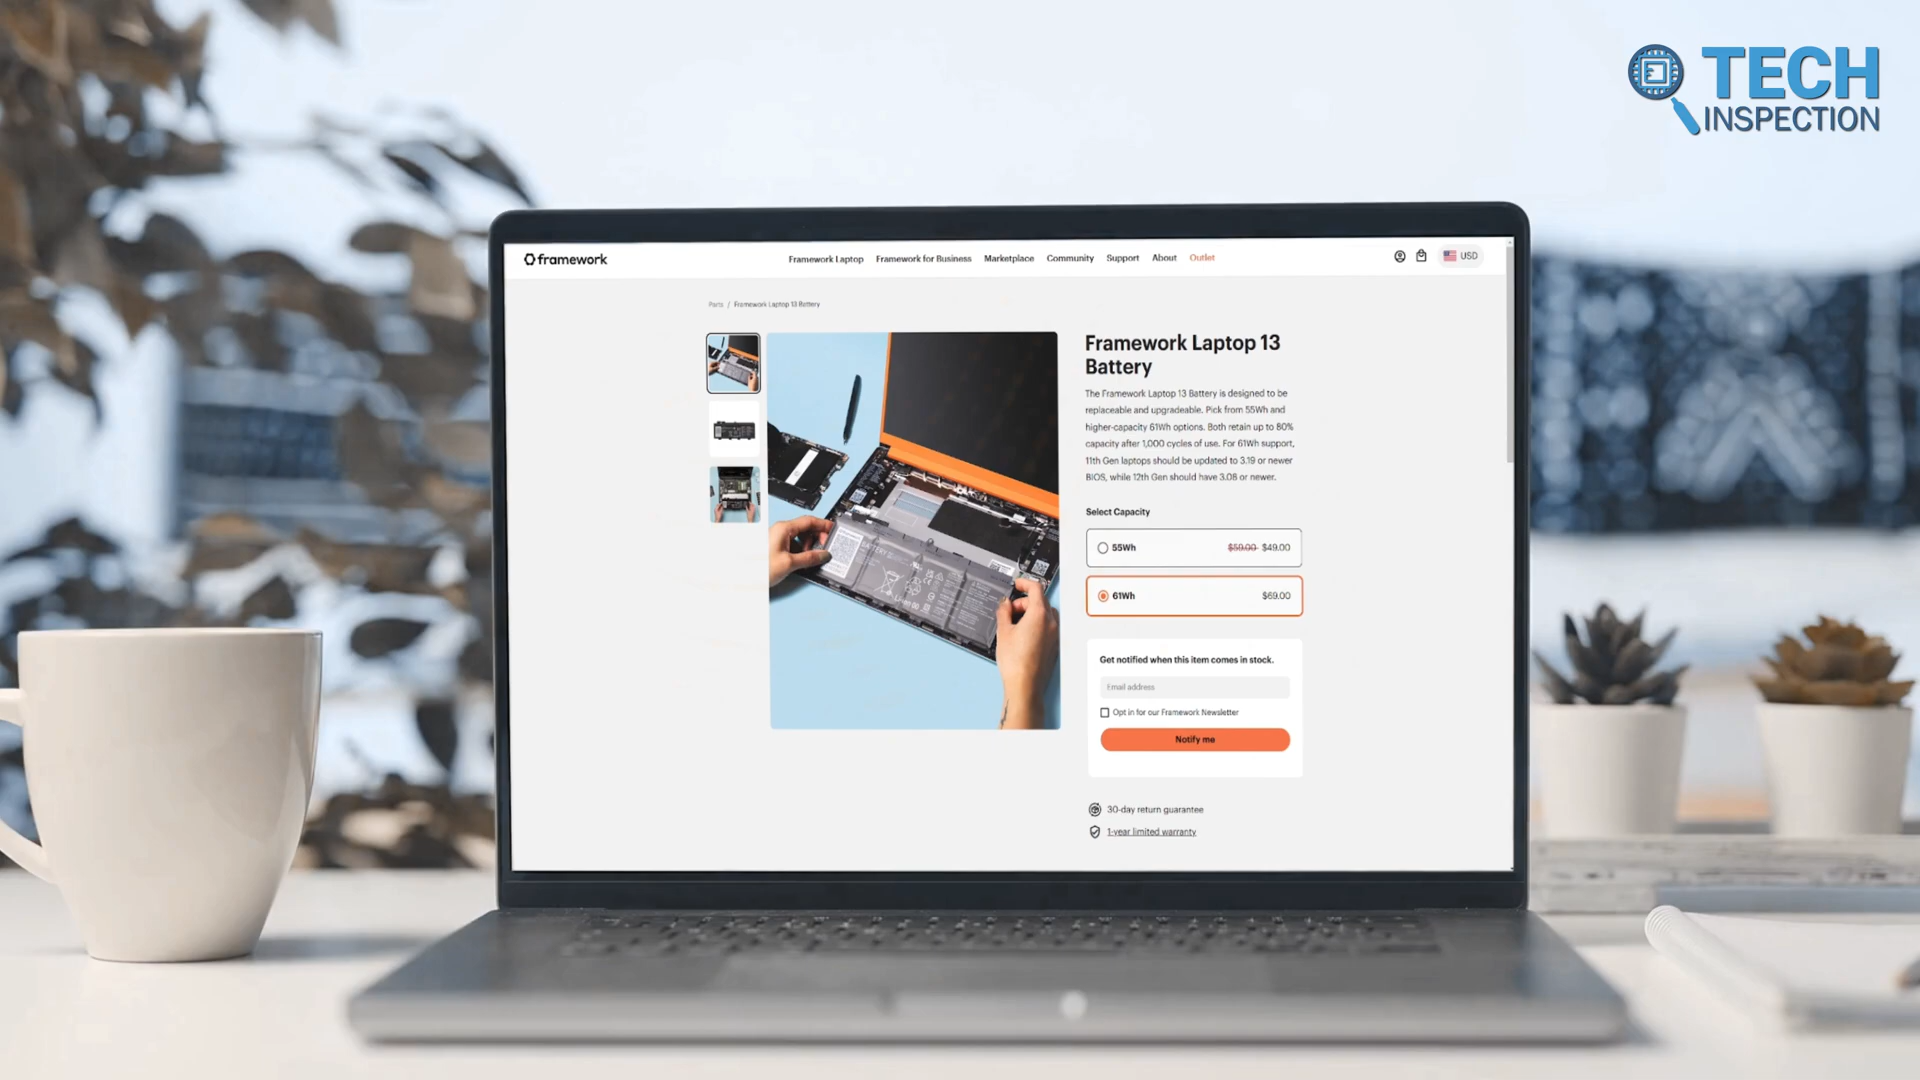 TECH
INSPECTION
framework
Framework Laptop
Framework for Business
Marketplace
Community
Support
About
Outlet
USD
Parts / Framework Laptop 13 Battery
Framework Laptop 13
Battery
The Framework Laptop 13 Battery is designed to be
replaceable and upgradeable. Pick from 55Wh and
higher-capacity 61Wh options. Both retain up to 80%
capacity after 1,000 cycles of use. For 61Wh support,
11th Gen laptops should be updated to 3.19 or newer
BIOS, while 12th Gen should have 3.08 or newer.
Select Capacity
55Wh $59.00 $49.00
61Wh $69.00
Get notified when this item comes in stock.
Email address
Opt in for our Framework Newsletter
Notify me
30-day return guarantee
1-year limited warranty